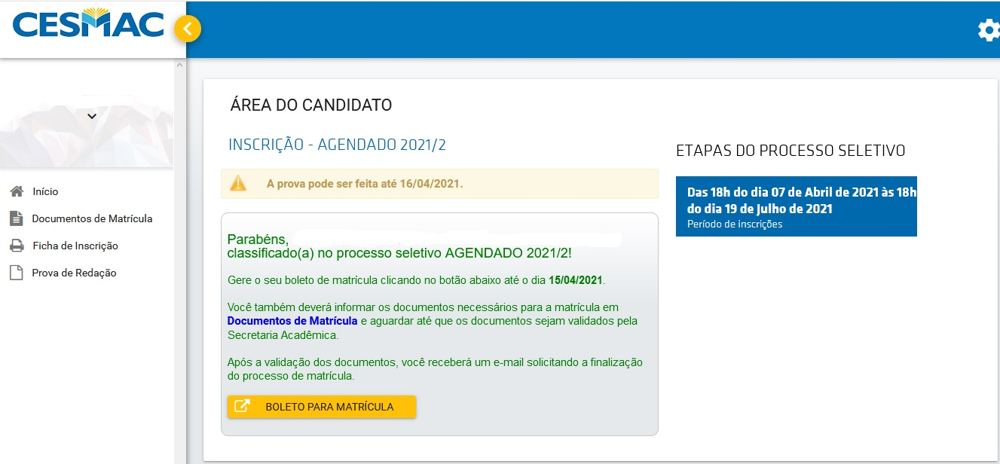 CESMAC
Início
Documentos de Matrícula
Ficha de Inscrição
Prova de Redação
ÁREA DO CANDIDATO
INSCRIÇÃO - AGENDADO 2021/2
A prova pode ser feita até 16/04/2021.
Parabéns,
classificado(a) no processo seletivo AGENDADO 2021/2!
Gere o seu boleto de matrícula clicando no botão abaixo até o dia 15/04/2021.
Você também deverá informar os documentos necessários para a matrícula em
Documentos de Matrícula e aguardar até que os documentos sejam validados pela
Secretaria Acadêmica.
Após a validação dos documentos, você receberá um e-mail solicitando a finalização
do processo de matrícula.
BOLETO PARA MATRÍCULA
ETAPAS DO PROCESSO SELETIVO
Das 18h do dia 07 de Abril de 2021 às 18h
do dia 19 de Julho de 2021
Período de inscrições